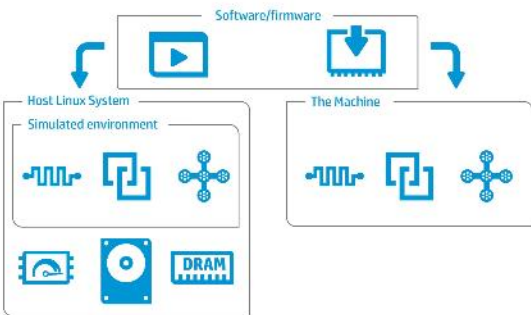 Software/firmware
Host Linux System
The Machine
Simulated environment
DRAM